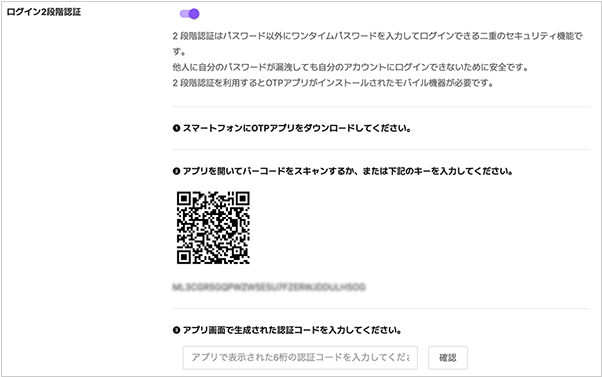 ログイン2段階認証
2 段階認証はパスワード以外にワンタイムパスワードを入力してログインできる二重のセキュリティ機能で
す。
他人に自分のパスワードが漏洩しても自分のアカウントにログインできないために安全です。
2 段階認証を利用するとOTPアプリがインストールされたモバイル機器が必要です。
❶ スマートフォンにOTPアプリをダウンロードしてください。
❷ アプリを開いてバーコードをスキャンするか、または下記のキーを入力してください。
❸ アプリ画面で生成された認証コードを入力してください。
アプリで表示された6桁の認証コードを入力してくだ
確認